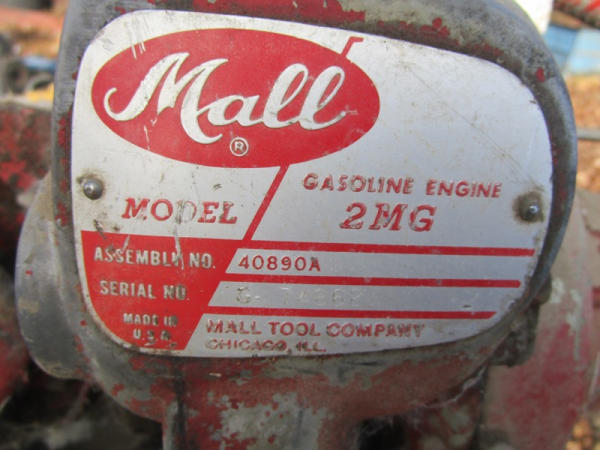 Mall
®
GASOLINE ENGINE
MODEL 2MG
ASSEMBLY NO. 40890A
SERIAL NO.
MADE IN
U.S.A.
MALL TOOL COMPANY
CHICAGO, ILL.